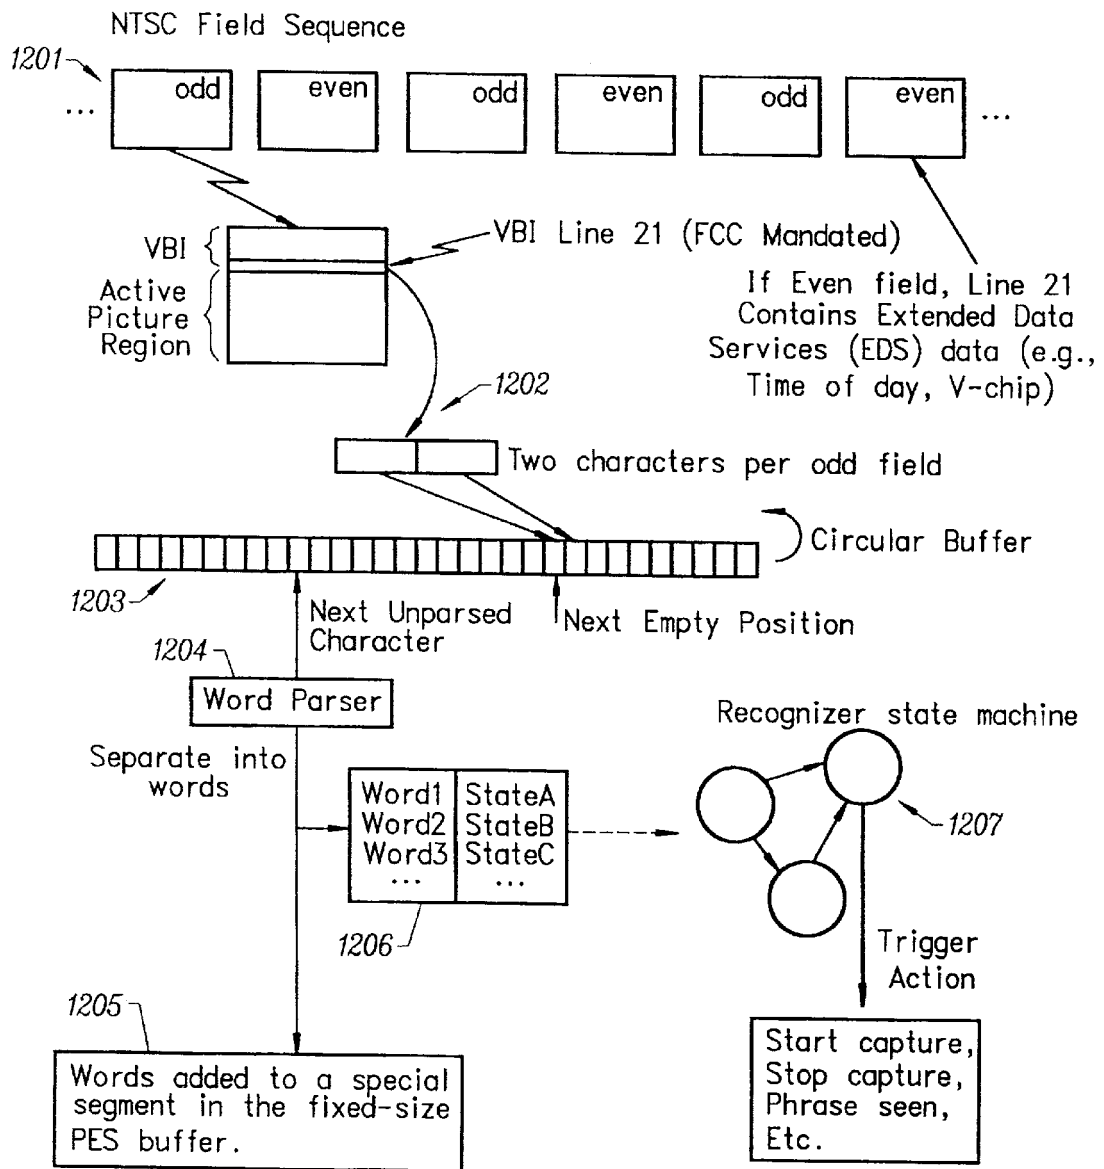 NTSC Field Sequence
1201
... odd even odd even odd even ...
VBI
VBI Line 21 (FCC Mandated)
Active
Picture
Region
If Even field, Line 21
Contains Extended Data
Services (EDS) data (e.g.,
Time of day, V-chip)
1202
Two characters per odd field
Circular Buffer
1203
Next Unparsed
Character
Next Empty Position
1204
Word Parser
Separate into
words
Recognizer state machine
Word1 StateA
Word2 StateB
Word3 StateC
... ...
1206
1207
Trigger
Action
1205
Words added to a special
segment in the fixed-size
PES buffer.
Start capture,
Stop capture,
Phrase seen,
Etc.